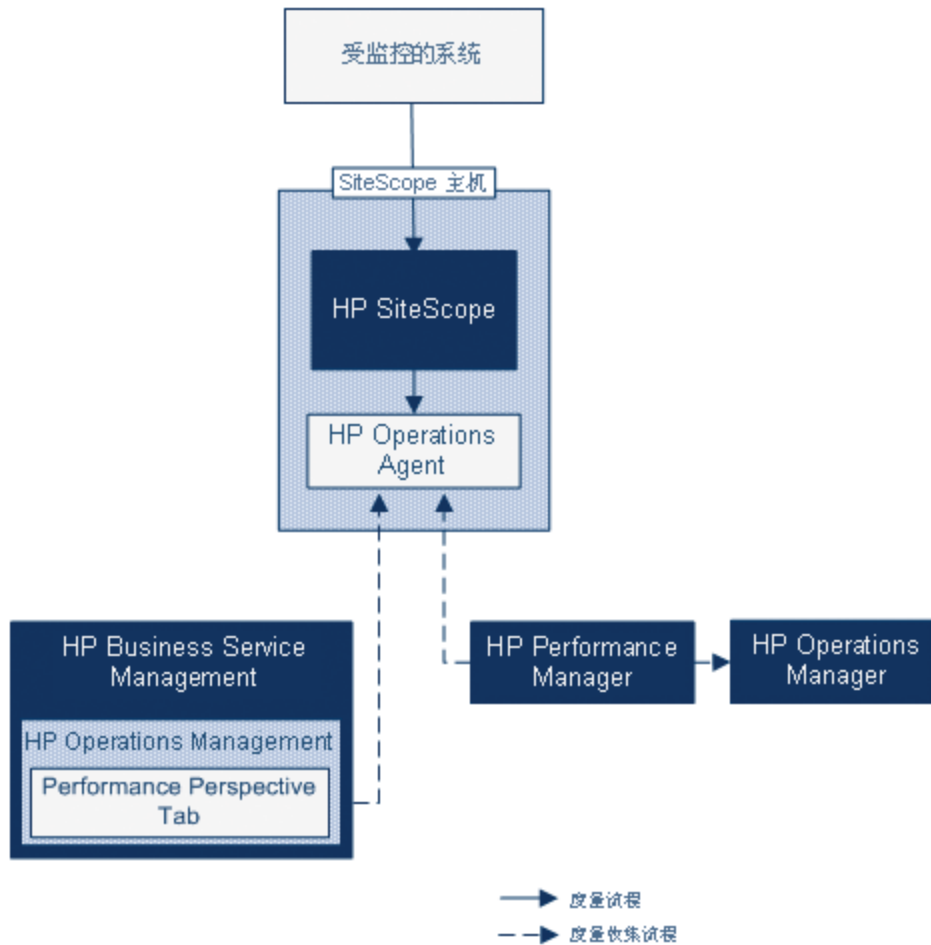 受监控的系统
SiteScope 主机
HP SiteScope
HP Operations
Agent
HP Business Service
Management
HP Operations Management
Performance Perspective
Tab
HP Performance
Manager
HP Operations
Manager
度量流程
度量收集流程